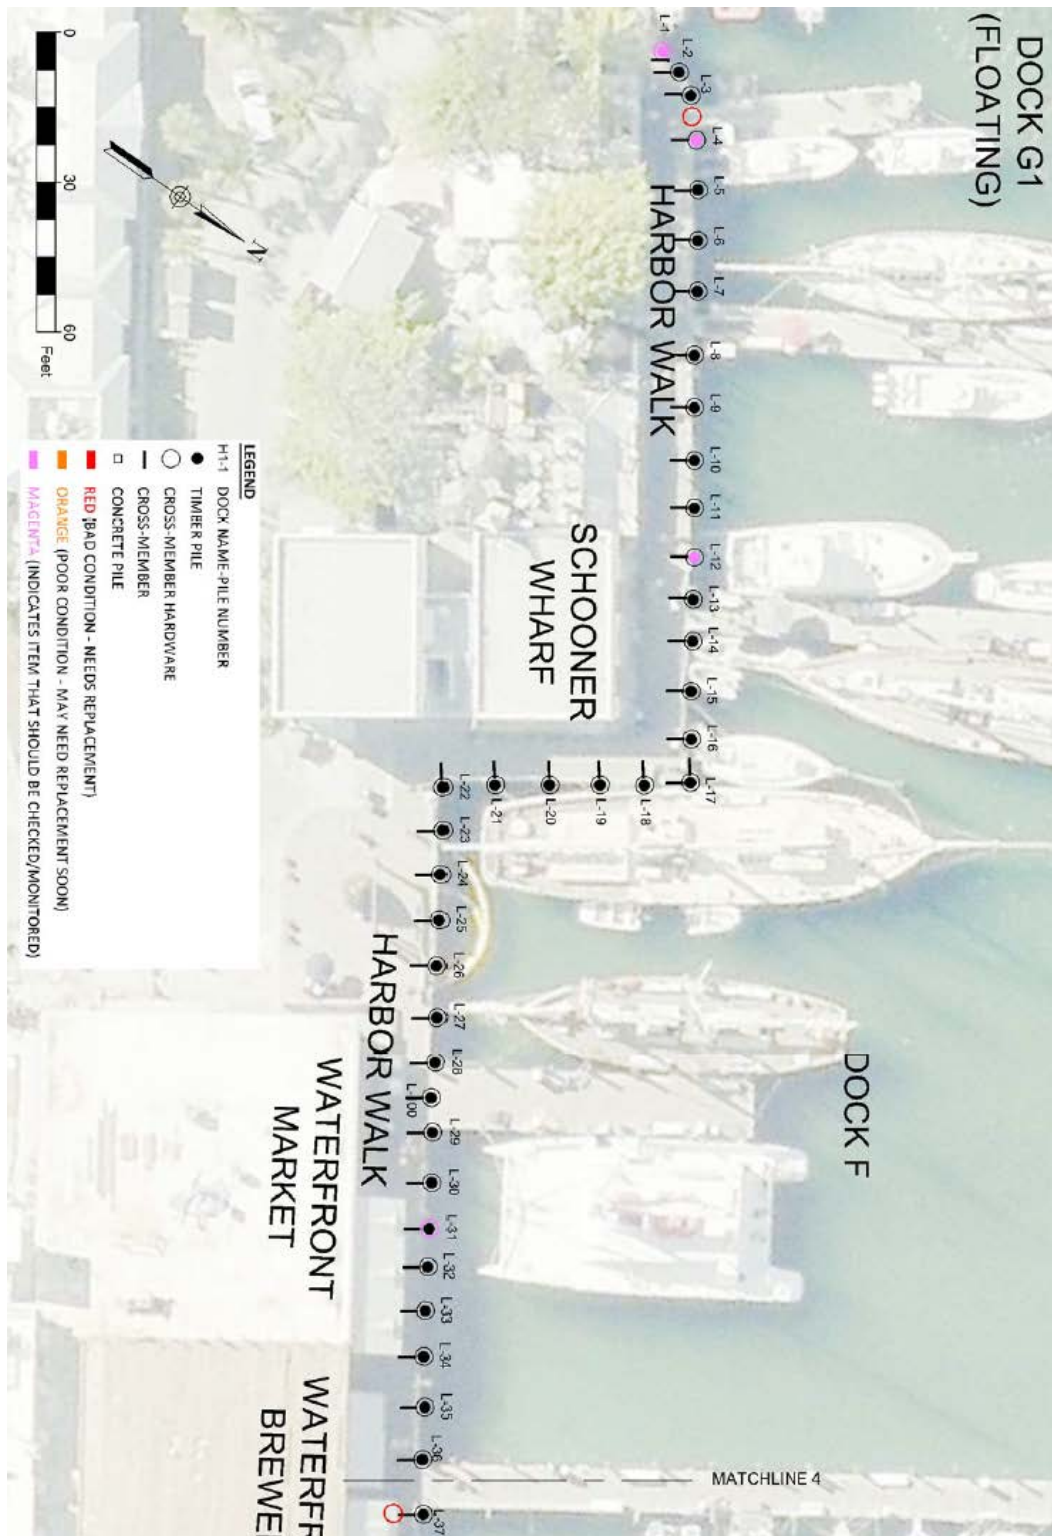 DOCK G1
(FLOATING)
L-1
L-2
L-3
L-4
L-5
L-6
L-7
L-8
L-9
L-10
L-11
L-12
L-13
L-14
L-15
L-16
L-17
L-18
L-19
L-20
L-21
L-22
L-23
L-24
L-25
L-26
L-27
L-28
L-100
L-29
L-30
L-31
L-32
L-33
L-34
L-35
L-36
L-37
HARBOR WALK
SCHOONER
WHARF
HARBOR WALK
DOCK F
WATERFRONT
MARKET
WATERFR
BREWE
MATCHLINE 4
0
30
60
Feet
N
LEGEND
H1-1 DOCK NAME-PILE NUMBER
TIMBER PILE
CROSS-MEMBER HARDWARE
CROSS-MEMBER
CONCRETE PILE
RED (BAD CONDITION - NEEDS REPLACEMENT)
ORANGE (POOR CONDITION - MAY NEED REPLACEMENT SOON)
MAGENTA (INDICATES ITEM THAT SHOULD BE CHECKED/MONITORED)